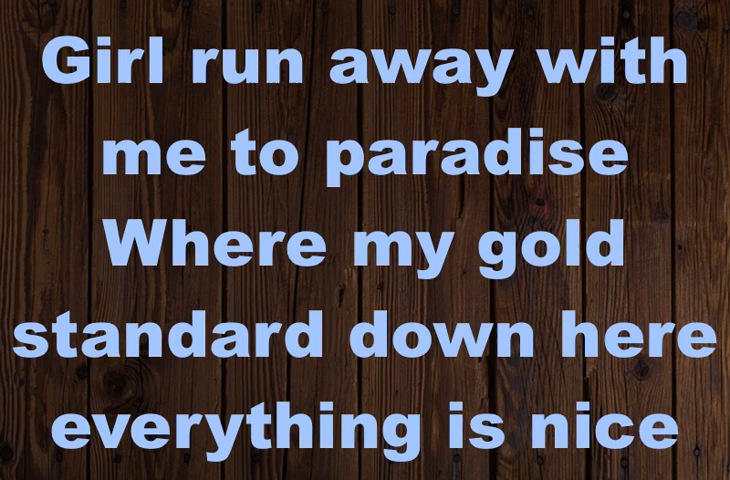 Girl run away with
me to paradise
Where my gold
standard down here
everything is nice